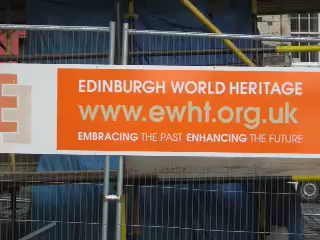 EDINBURGH WORLD HERITAGE
www.ewht.org.uk
EMBRACING THE PAST ENHANCING THE FUTURE